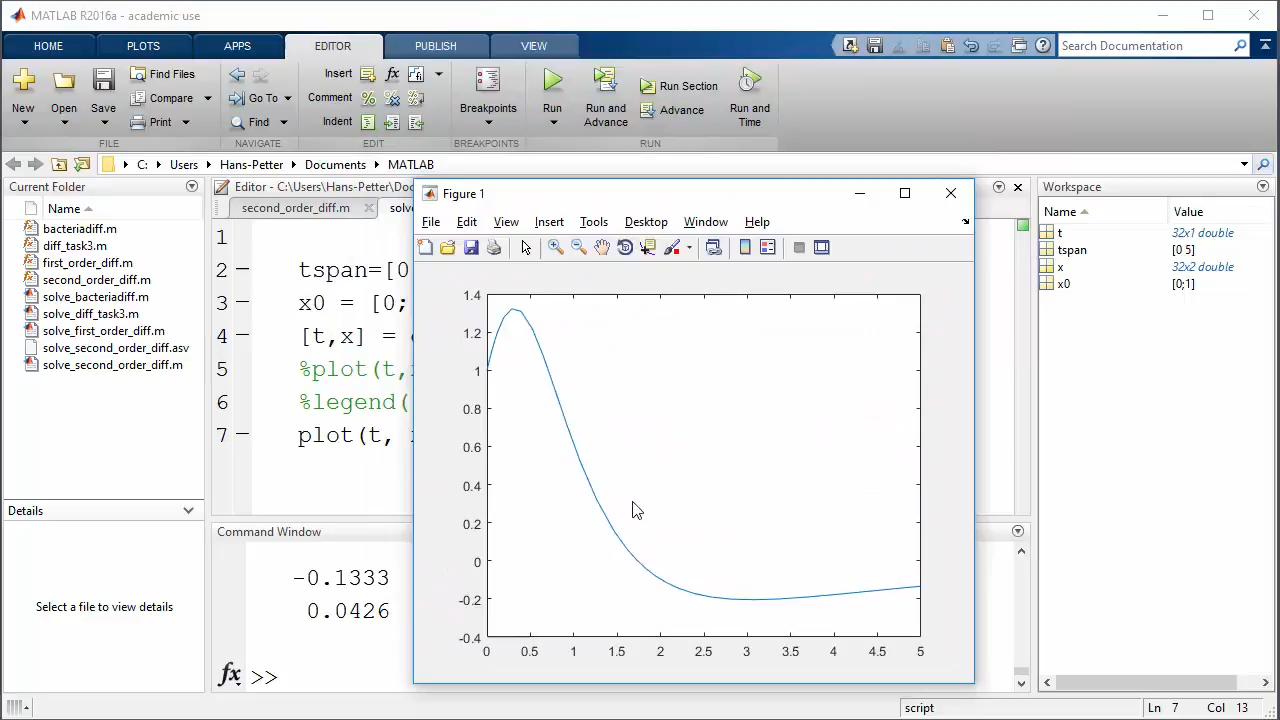 MATLAB R2016a - academic use
HOME PLOTS APPS EDITOR PUBLISH VIEW Search Documentation
New Open Save Find Files Compare Print Go To Find Insert fx Comment Indent Breakpoints Run Run and Advance Run Section Advance Run and Time
FILE NAVIGATE EDIT BREAKPOINTS RUN
C: Users Hans-Petter Documents MATLAB
Current Folder
Name
bacteriadiff.m
diff_task3.m
first_order_diff.m
second_order_diff.m
solve_bacteriadiff.m
solve_diff_task3.m
solve_first_order_diff.m
solve_second_order_diff.asv
solve_second_order_diff.m
Details
Select a file to view details
Editor - C:\Users\Hans-Petter\Doc
second_order_diff.m solv
1
2 tspan=[0
3 x0 = [0;
4 [t,x] =
5 %plot(t,
6 %legend(
7 plot(t,
Command Window
-0.1333
0.0426
fx >>
Figure 1
File Edit View Insert Tools Desktop Window Help
1.4
1.2
1
0.8
0.6
0.4
0.2
0
-0.2
-0.4
0 0.5 1 1.5 2 2.5 3 3.5 4 4.5 5
Workspace
Name Value
t 32x1 double
tspan [0 5]
x 32x2 double
x0 [0;1]
script Ln 7 Col 13